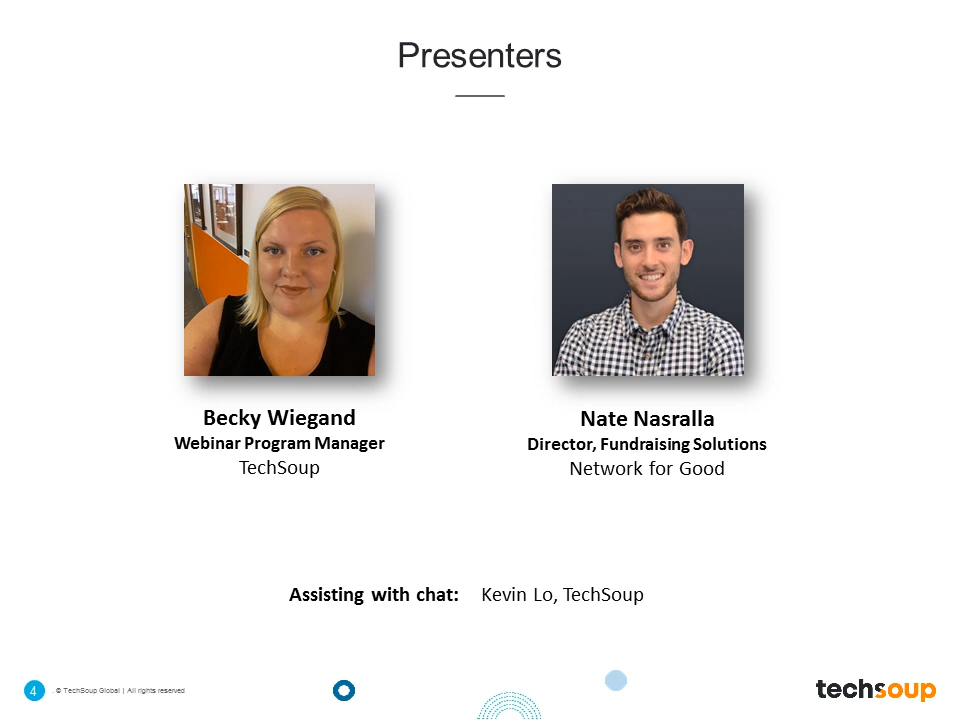 Presenters
Becky Wiegand
Webinar Program Manager
TechSoup
Nate Nasralla
Director, Fundraising Solutions
Network for Good
Assisting with chat: Kevin Lo, TechSoup
4 . © TechSoup Global | All rights reserved
techsoup